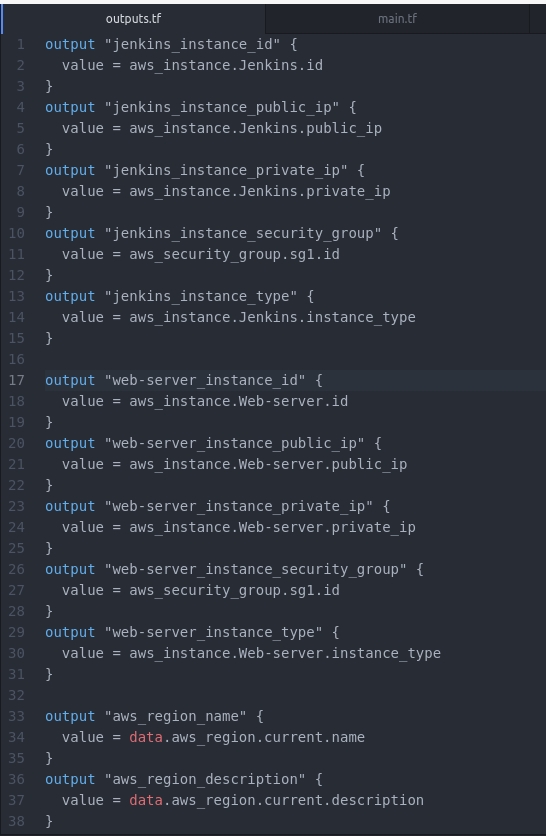 outputs.tf main.tf
1 output "jenkins_instance_id" {
2   value = aws_instance.Jenkins.id
3 }
4 output "jenkins_instance_public_ip" {
5   value = aws_instance.Jenkins.public_ip
6 }
7 output "jenkins_instance_private_ip" {
8   value = aws_instance.Jenkins.private_ip
9 }
10 output "jenkins_instance_security_group" {
11   value = aws_security_group.sg1.id
12 }
13 output "jenkins_instance_type" {
14   value = aws_instance.Jenkins.instance_type
15 }
16
17 output "web-server_instance_id" {
18   value = aws_instance.Web-server.id
19 }
20 output "web-server_instance_public_ip" {
21   value = aws_instance.Web-server.public_ip
22 }
23 output "web-server_instance_private_ip" {
24   value = aws_instance.Web-server.private_ip
25 }
26 output "web-server_instance_security_group" {
27   value = aws_security_group.sg1.id
28 }
29 output "web-server_instance_type" {
30   value = aws_instance.Web-server.instance_type
31 }
32
33 output "aws_region_name" {
34   value = data.aws_region.current.name
35 }
36 output "aws_region_description" {
37   value = data.aws_region.current.description
38 }